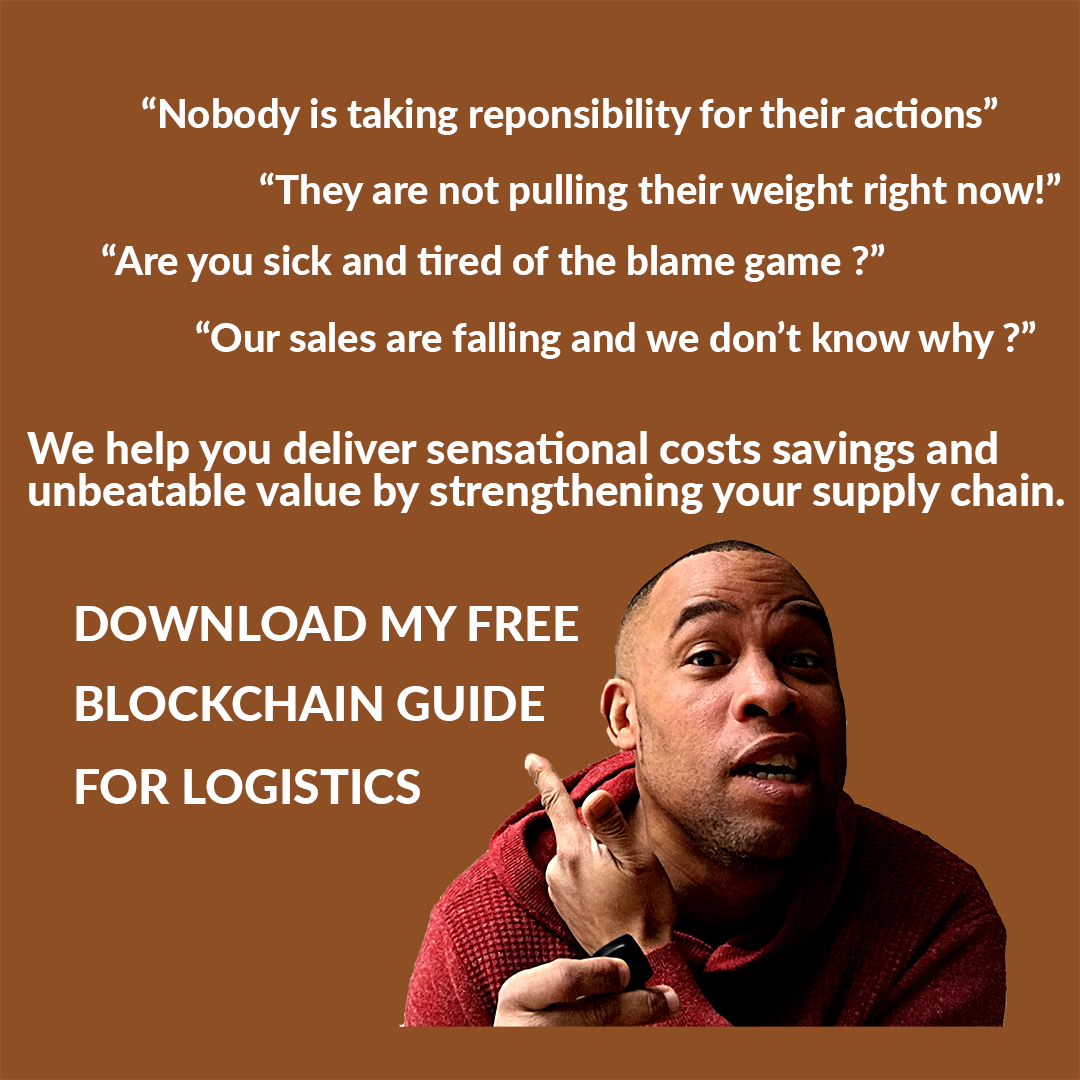 “Nobody is taking reponsibility for their actions”
“They are not pulling their weight right now!”
“Are you sick and tired of the blame game ?”
“Our sales are falling and we don’t know why ?”
We help you deliver sensational costs savings and
unbeatable value by strengthening your supply chain.
DOWNLOAD MY FREE
BLOCKCHAIN GUIDE
FOR LOGISTICS